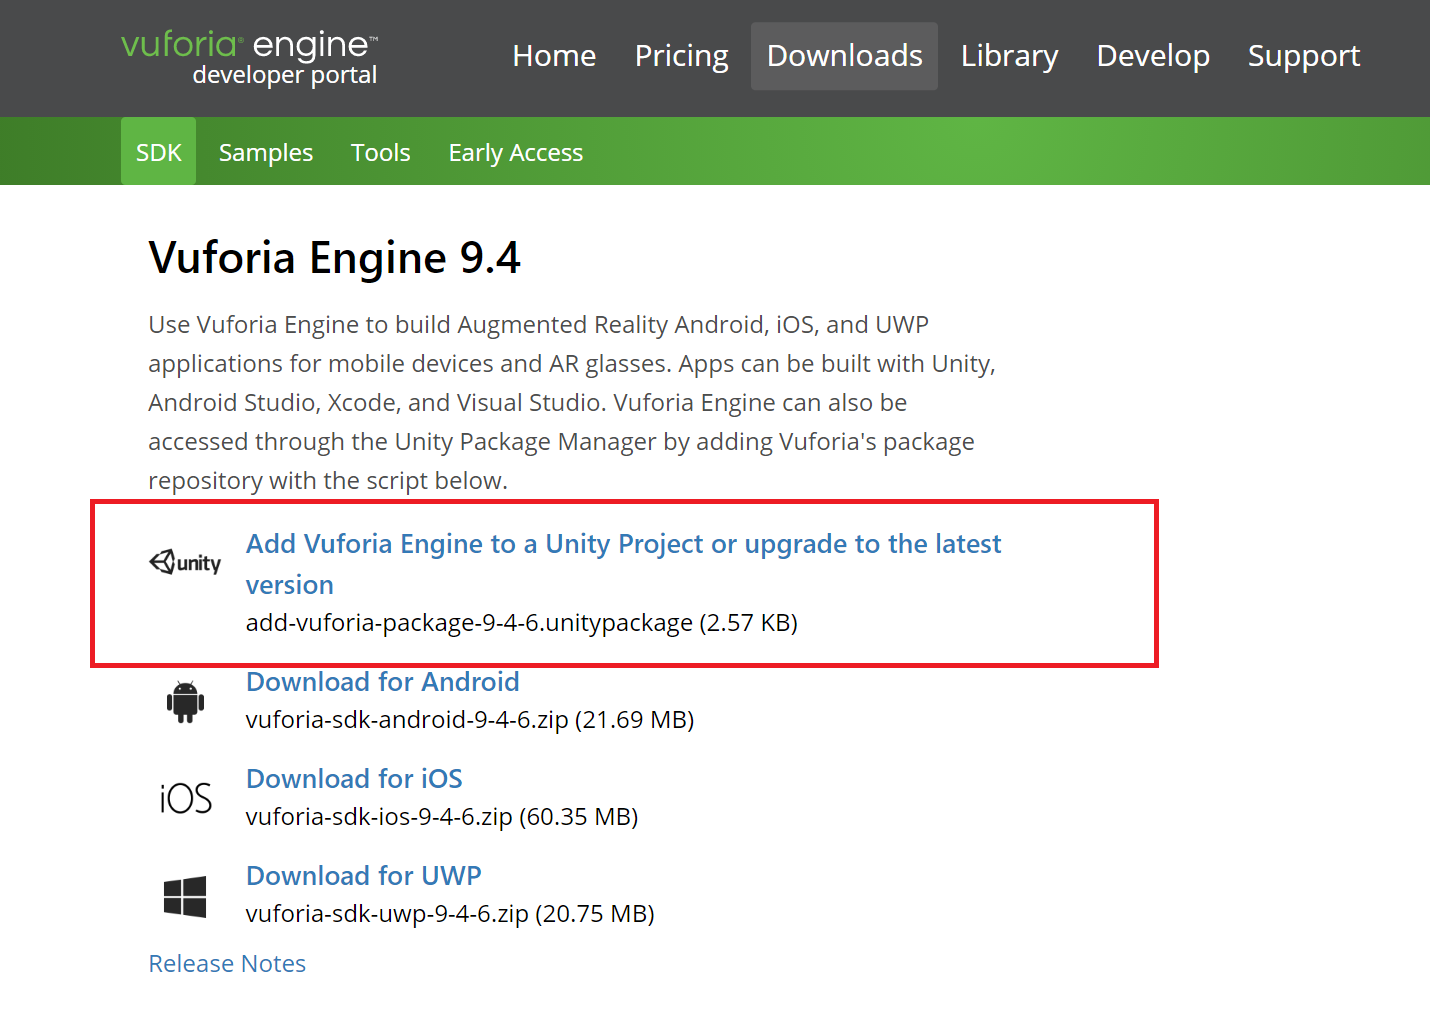 vuforia® engine™
developer portal
Home Pricing Downloads Library Develop Support
SDK Samples Tools Early Access
Vuforia Engine 9.4
Use Vuforia Engine to build Augmented Reality Android, iOS, and UWP
applications for mobile devices and AR glasses. Apps can be built with Unity,
Android Studio, Xcode, and Visual Studio. Vuforia Engine can also be
accessed through the Unity Package Manager by adding Vuforia's package
repository with the script below.
unity
Add Vuforia Engine to a Unity Project or upgrade to the latest
version
add-vuforia-package-9-4-6.unitypackage (2.57 KB)
Download for Android
vuforia-sdk-android-9-4-6.zip (21.69 MB)
iOS
Download for iOS
vuforia-sdk-ios-9-4-6.zip (60.35 MB)
Download for UWP
vuforia-sdk-uwp-9-4-6.zip (20.75 MB)
Release Notes